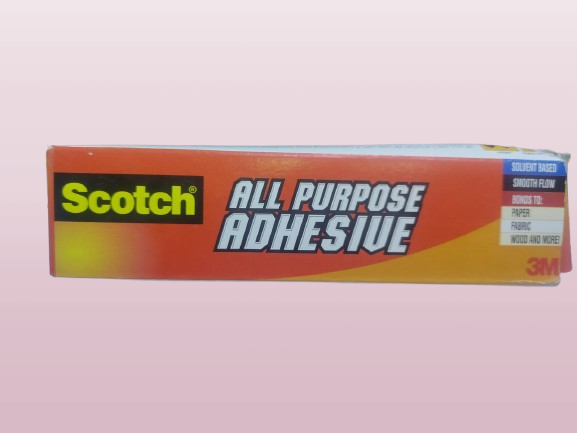 Scotch®
ALL PURPOSE
ADHESIVE
SOLVENT BASED
SMOOTH FLOW
BONDS TO:
PAPER
FABRIC
WOOD AND MORE!
3M